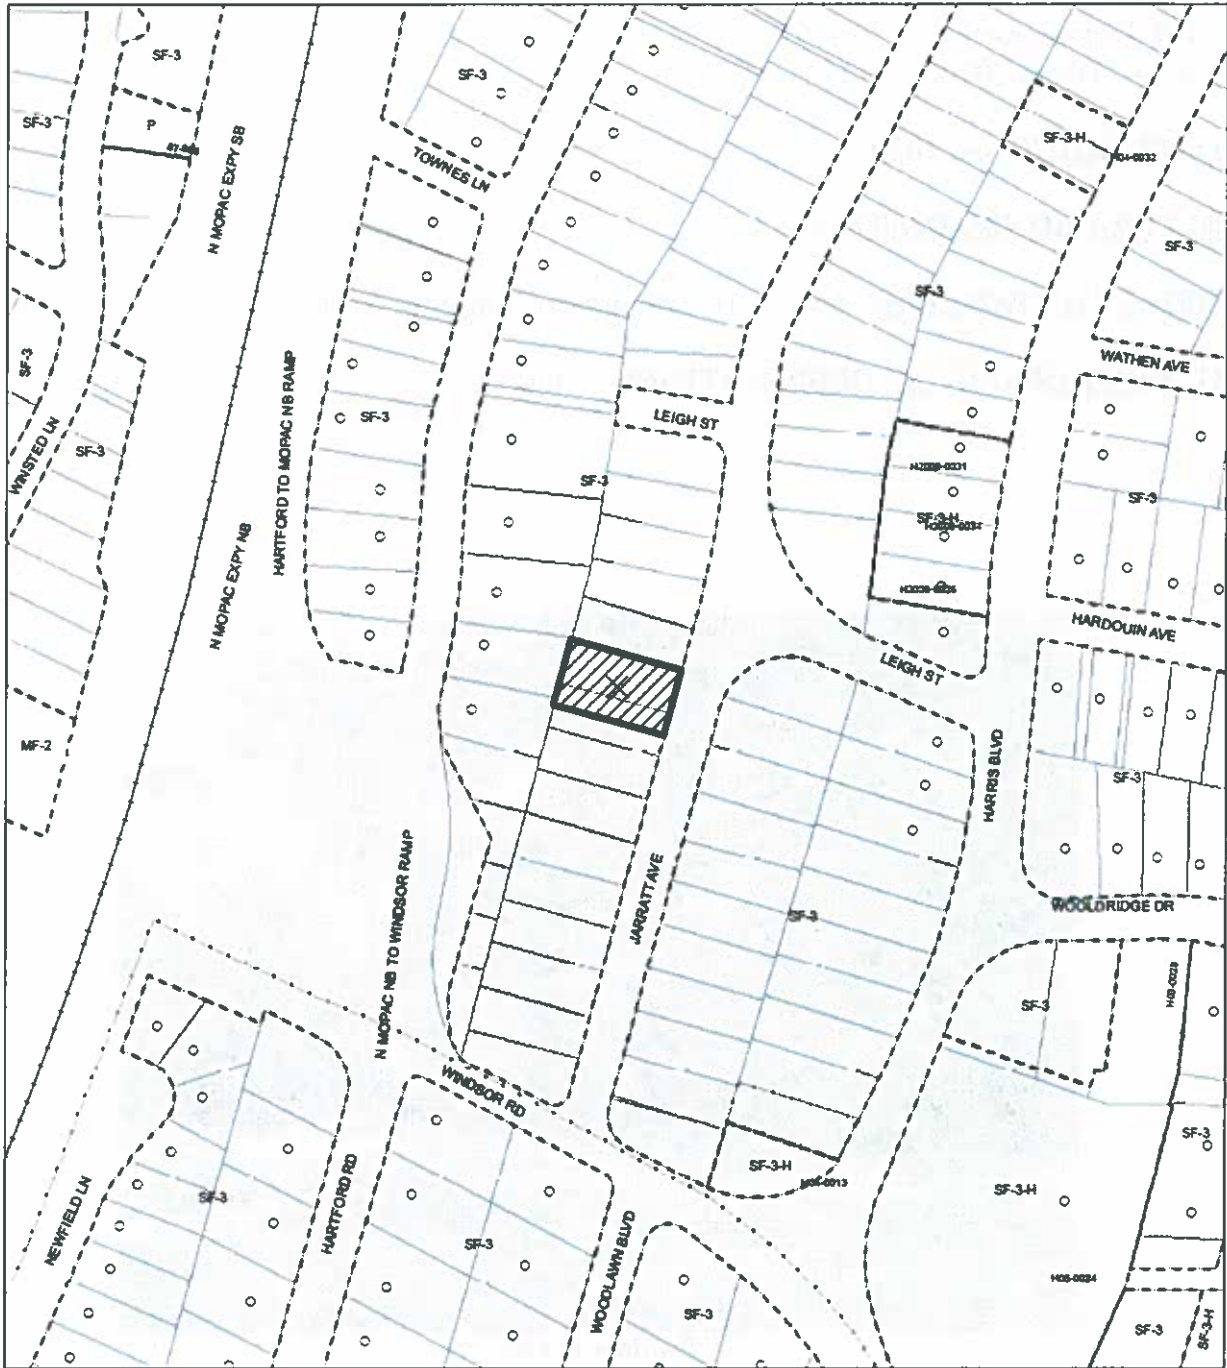 SF-3
SF-3
SF-3
P
SF-3-H
H04-0032
N MOPAC EXPY SB
TOWNES LN
SF-3
SF-3
WATHEN AVE
SF-3
HARTFORD TO MOPAC NB RAMP
SF-3
LEIGH ST
WINSTED LN
SF-3
SF-3
SF-3
SF-3-H
N MOPAC EXPY NB
HARDOUIN AVE
LEIGH ST
MF-2
HARRIS BLVD
SF-3
N MOPAC NB TO WINDSOR RAMP
JARRATT AVE
SF-3
WOOLDRIDGE DR
SF-3
WINDSOR RD
SF-3
SF-3-H
SF-3-H
NEWFIELD LN
SF-3
HARTFORD RD
SF-3
WOODLAWN BLVD
SF-3
SF-3
SF-3-H